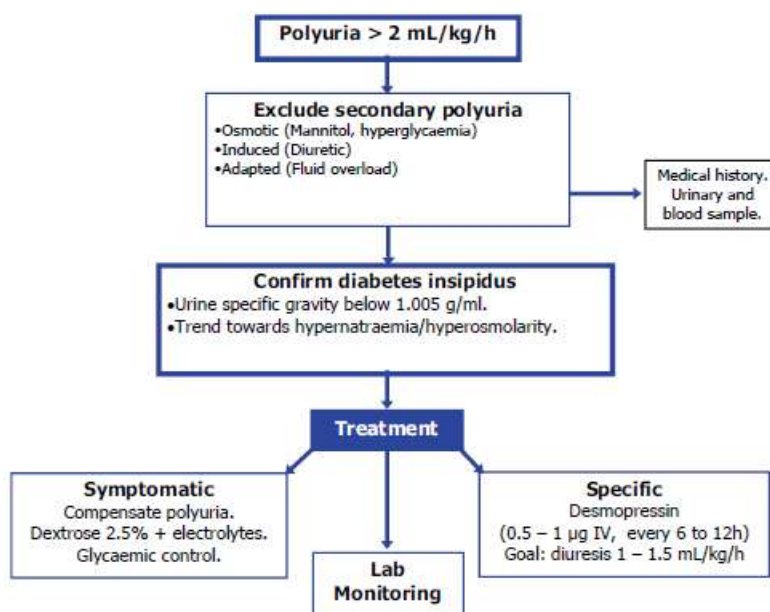 Polyuria > 2 mL/kg/h
Exclude secondary polyuria
•Osmotic (Mannitol, hyperglycaemia)
•Induced (Diuretic)
•Adapted (Fluid overload)
Medical history.
Urinary and
blood sample.
Confirm diabetes insipidus
•Urine specific gravity below 1.005 g/ml.
•Trend towards hypernatraemia/hyperosmolarity.
Treatment
Symptomatic
Compensate polyuria.
Dextrose 2.5% + electrolytes.
Glycaemic control.
Lab
Monitoring
Specific
Desmopressin
(0.5 – 1 µg IV, every 6 to 12h)
Goal: diuresis 1 – 1.5 mL/kg/h